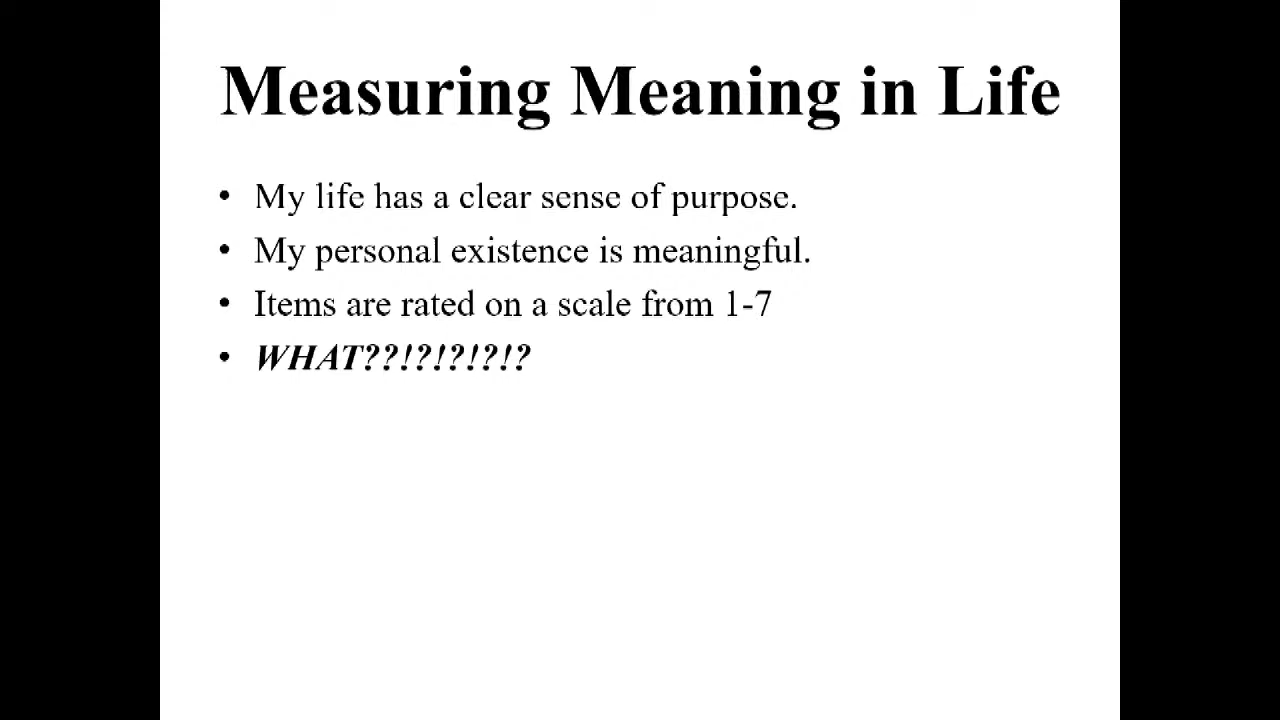 Measuring Meaning in Life
• My life has a clear sense of purpose.
• My personal existence is meaningful.
• Items are rated on a scale from 1-7
• WHAT??!?!?!?!?